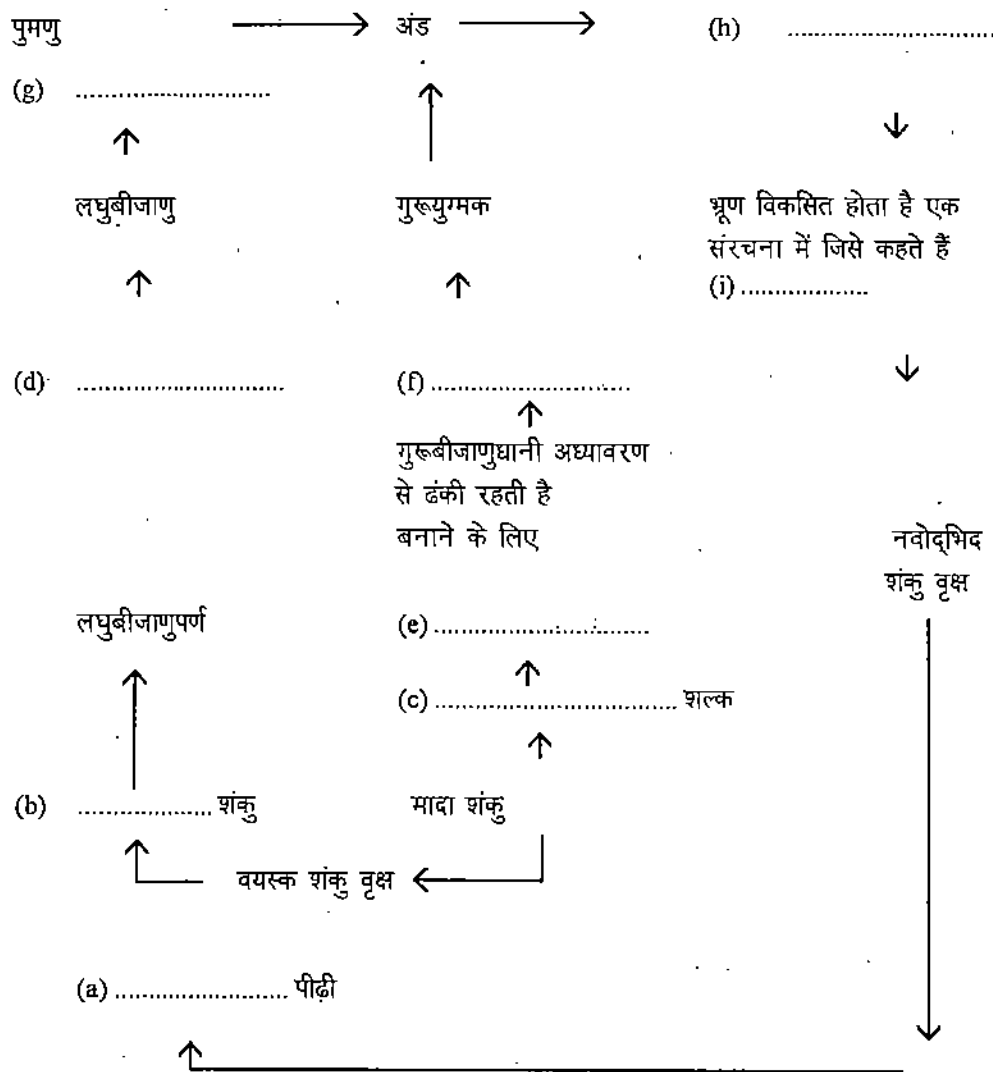 पुमणु अंड (h) ........................
(g) ........................
लघुबीजाणु गुरूयुग्मक भ्रूण विकसित होता है एक
संरचना में जिसे कहते हैं
(i) ..................
(d) ........................ (f) ........................
गुरूबीजाणुधानी अध्यावरण
से ढंकी रहती है
बनाने के लिए
नवोद्‌भिद
शंकु वृक्ष
लघुबीजाणुपर्ण (e) ........................
(c) ........................ शल्क
(b) .................. शंकु मादा शंकु
वयस्क शंकु वृक्ष
(a) ........................ पीढ़ी